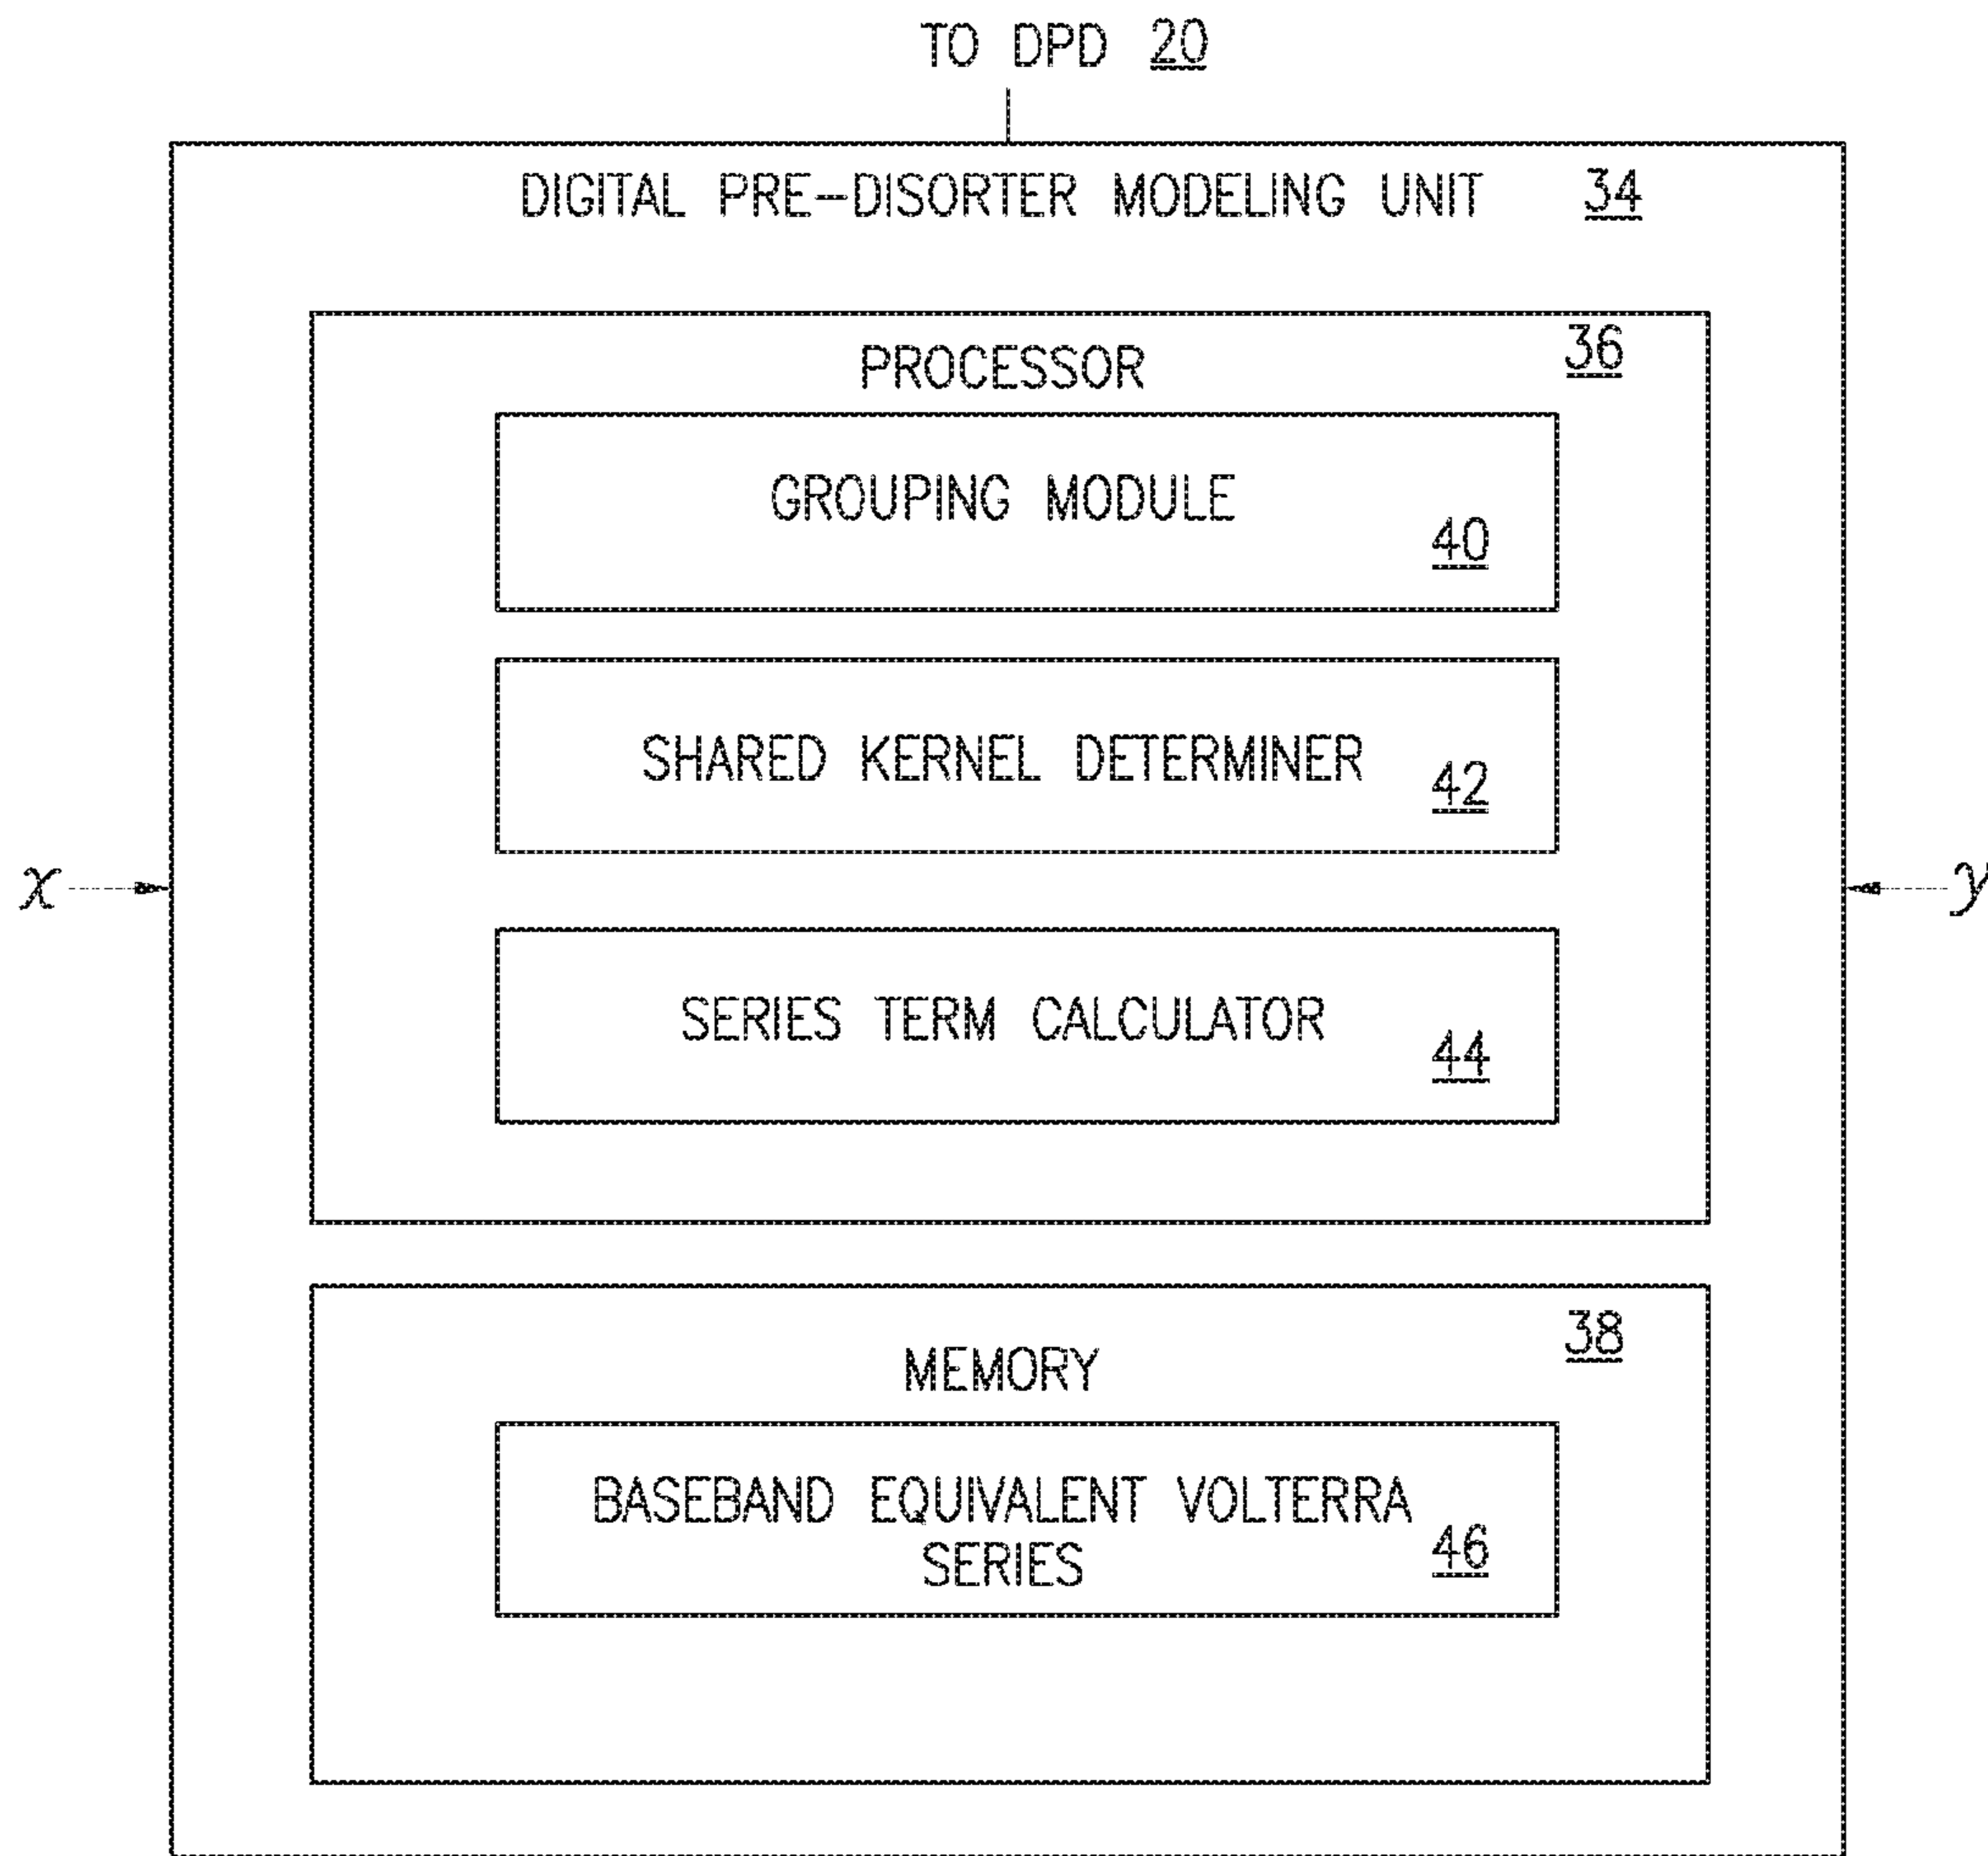 TO DPD 20
DIGITAL PRE-DISORTER MODELING UNIT 34
PROCESSOR 36
GROUPING MODULE 40
SHARED KERNEL DETERMINER 42
x
y
SERIES TERM CALCULATOR 44
MEMORY 38
BASEBAND EQUIVALENT VOLTERRA
SERIES 46